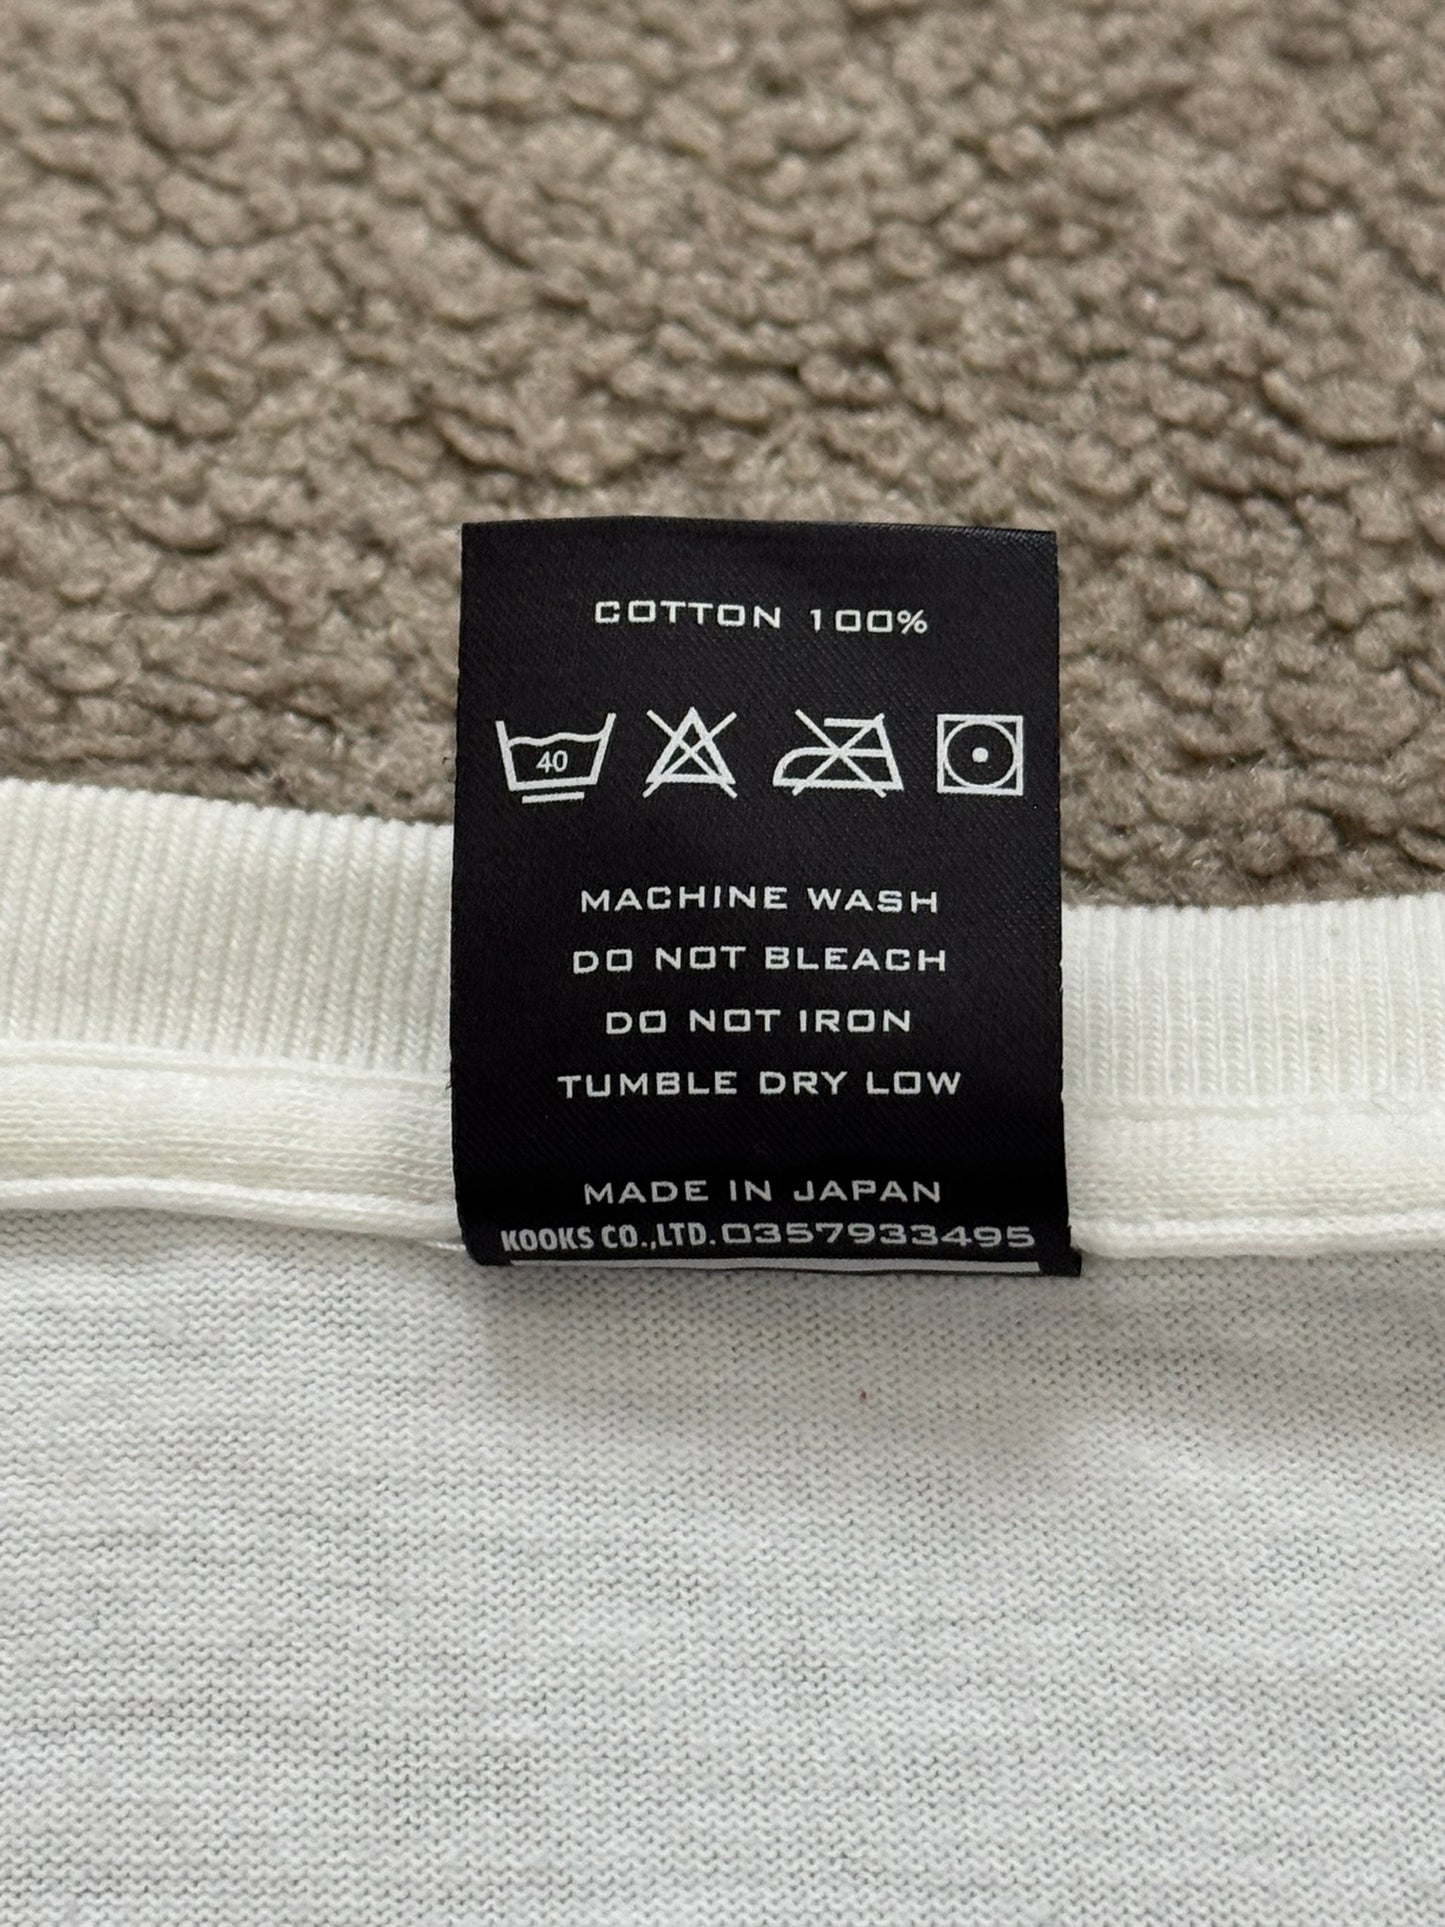 COTTON 100%
40
MACHINE WASH
DO NOT BLEACH
DO NOT IRON
TUMBLE DRY LOW
MADE IN JAPAN
KOOKS CO.,LTD.0357933495